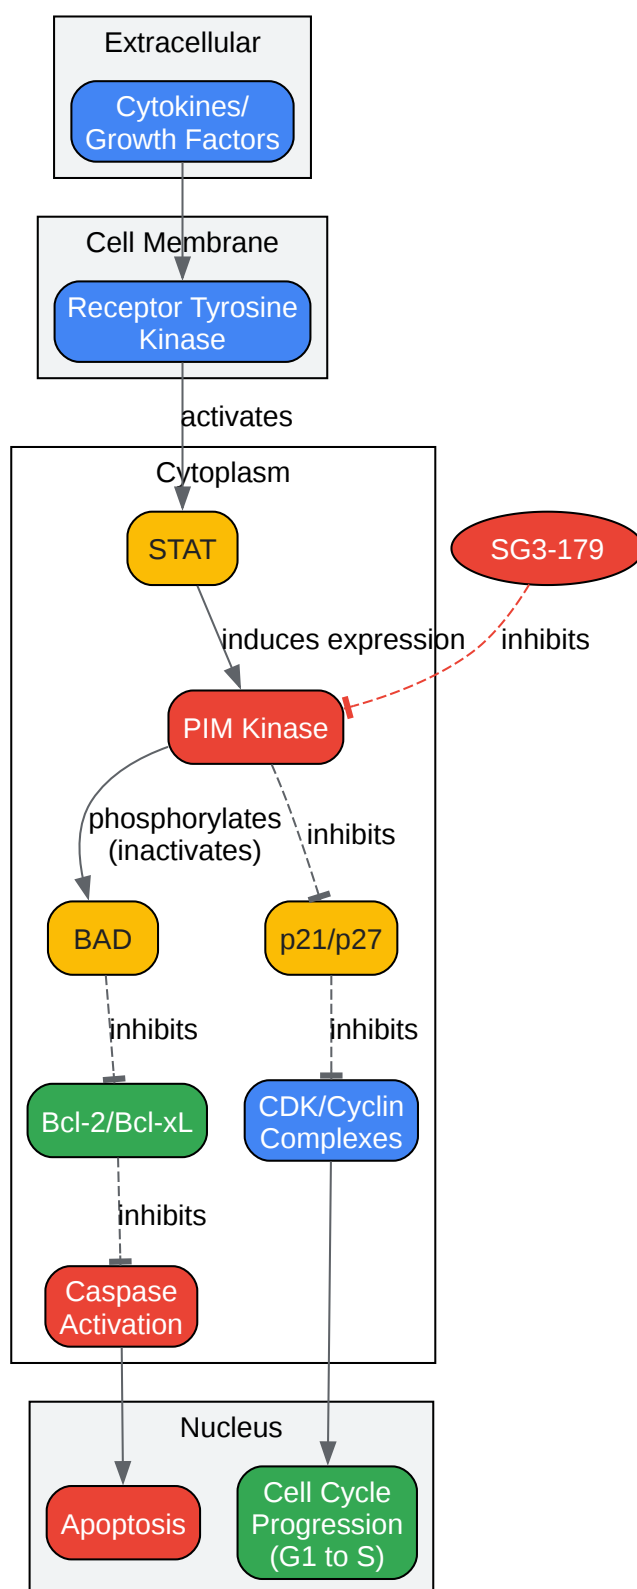 Extracellular
Cytokines/
Growth Factors
Cell Membrane
Receptor Tyrosine
Kinase
activates
Cytoplasm
STAT
SG3-179
induces expression
inhibits
PIM Kinase
phosphorylates
(inactivates)
inhibits
BAD
p21/p27
inhibits
inhibits
Bcl-2/Bcl-xL
CDK/Cyclin
Complexes
inhibits
Caspase
Activation
Nucleus
Apoptosis
Cell Cycle
Progression
(G1 to S)